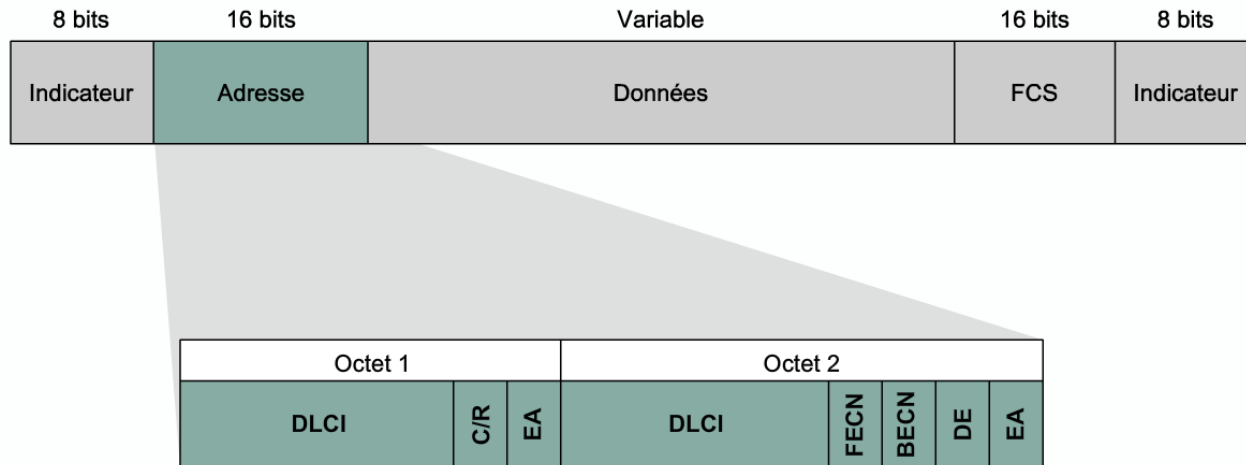 8 bits 16 bits Variable 16 bits 8 bits
Indicateur Adresse Données FCS Indicateur
Octet 1 Octet 2
DLCI C/R EA DLCI FECN BECN DE EA